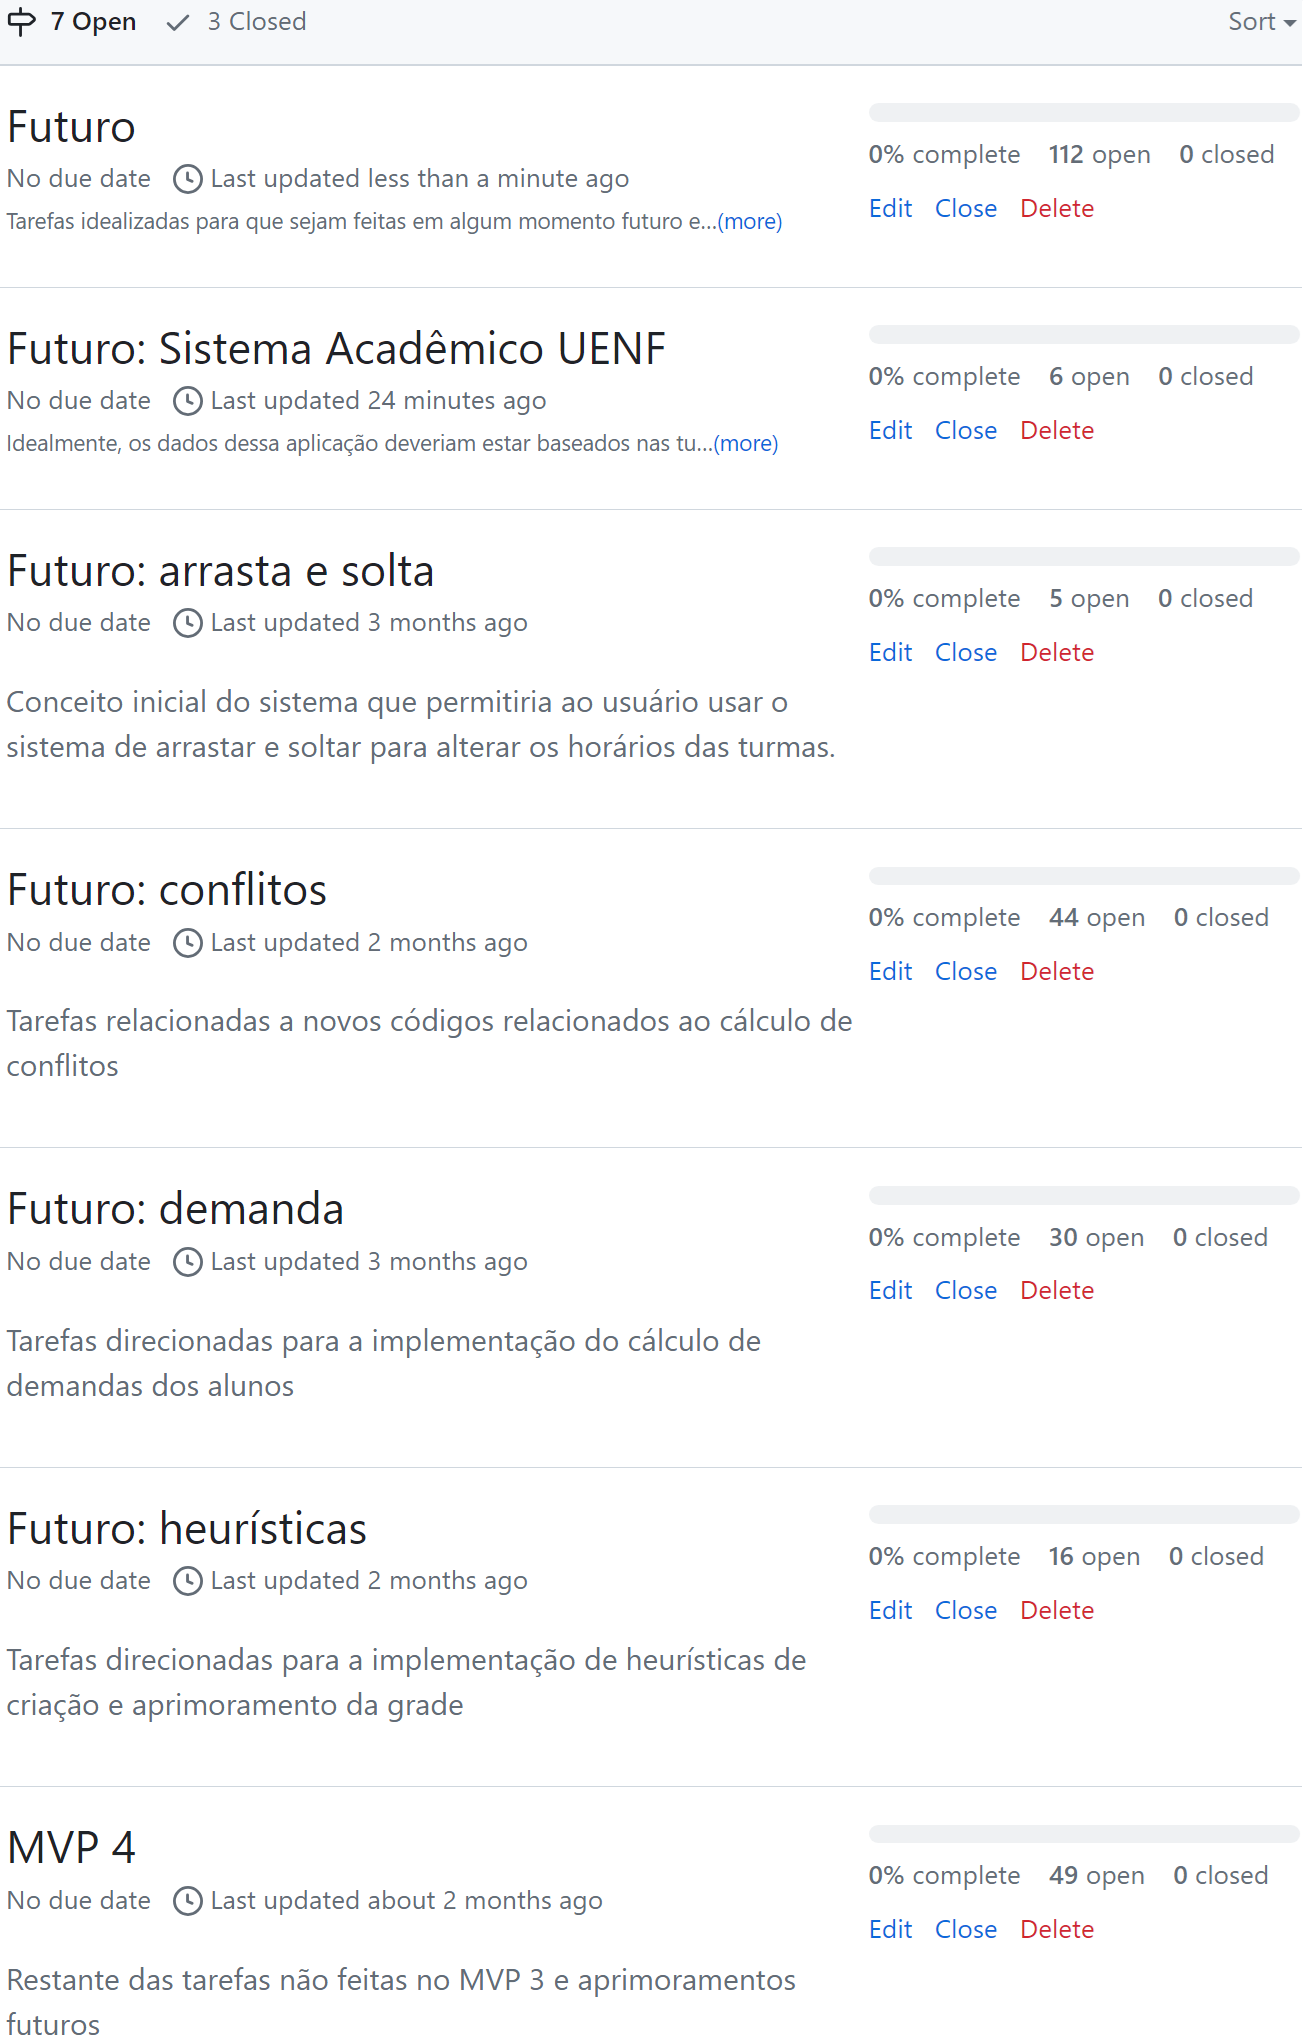 7 Open 3 Closed Sort
Futuro
No due date Last updated less than a minute ago
Tarefas idealizadas para que sejam feitas em algum momento futuro e...(more)
0% complete 112 open 0 closed
Edit Close Delete
Futuro: Sistema Acadêmico UENF
No due date Last updated 24 minutes ago
Idealmente, os dados dessa aplicação deveriam estar baseados nas tu...(more)
0% complete 6 open 0 closed
Edit Close Delete
Futuro: arrasta e solta
No due date Last updated 3 months ago
Conceito inicial do sistema que permitiria ao usuário usar o
sistema de arrastar e soltar para alterar os horários das turmas.
0% complete 5 open 0 closed
Edit Close Delete
Futuro: conflitos
No due date Last updated 2 months ago
Tarefas relacionadas a novos códigos relacionados ao cálculo de
conflitos
0% complete 44 open 0 closed
Edit Close Delete
Futuro: demanda
No due date Last updated 3 months ago
Tarefas direcionadas para a implementação do cálculo de
demandas dos alunos
0% complete 30 open 0 closed
Edit Close Delete
Futuro: heurísticas
No due date Last updated 2 months ago
Tarefas direcionadas para a implementação de heurísticas de
criação e aprimoramento da grade
0% complete 16 open 0 closed
Edit Close Delete
MVP 4
No due date Last updated about 2 months ago
Restante das tarefas não feitas no MVP 3 e aprimoramentos
futuros
0% complete 49 open 0 closed
Edit Close Delete